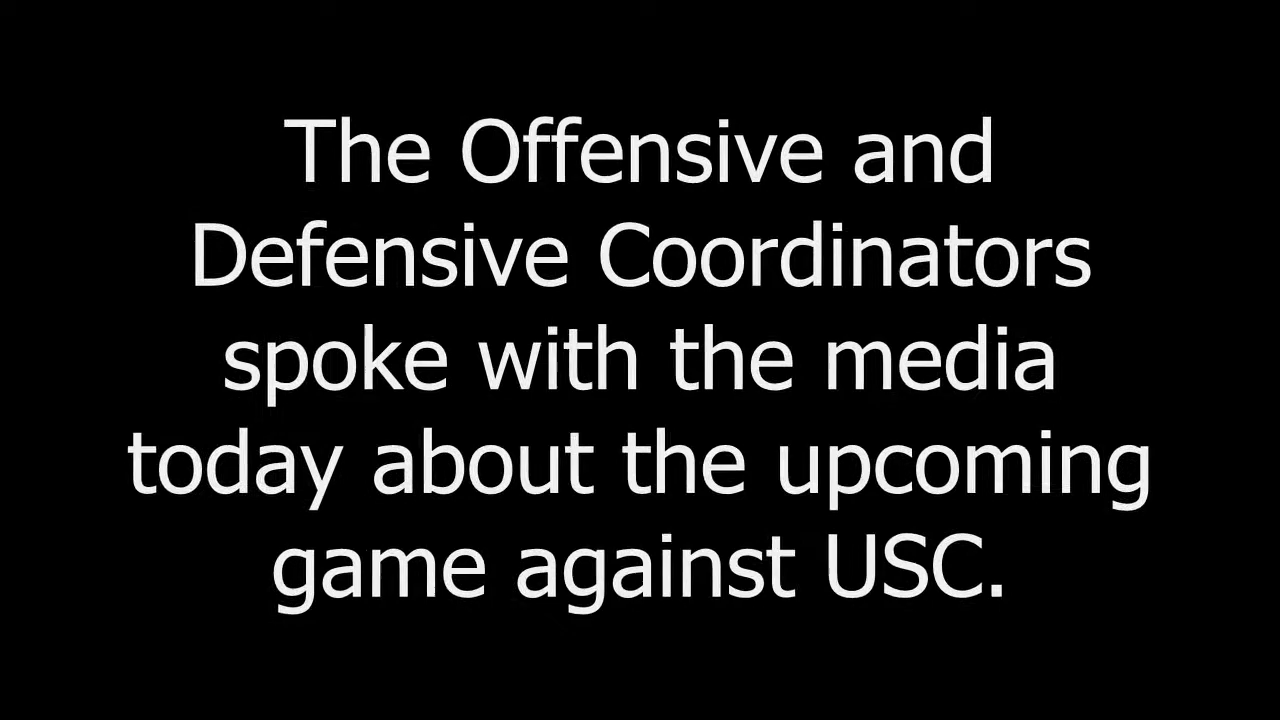 The Offensive and
Defensive Coordinators
spoke with the media
today about the upcoming
game against USC.